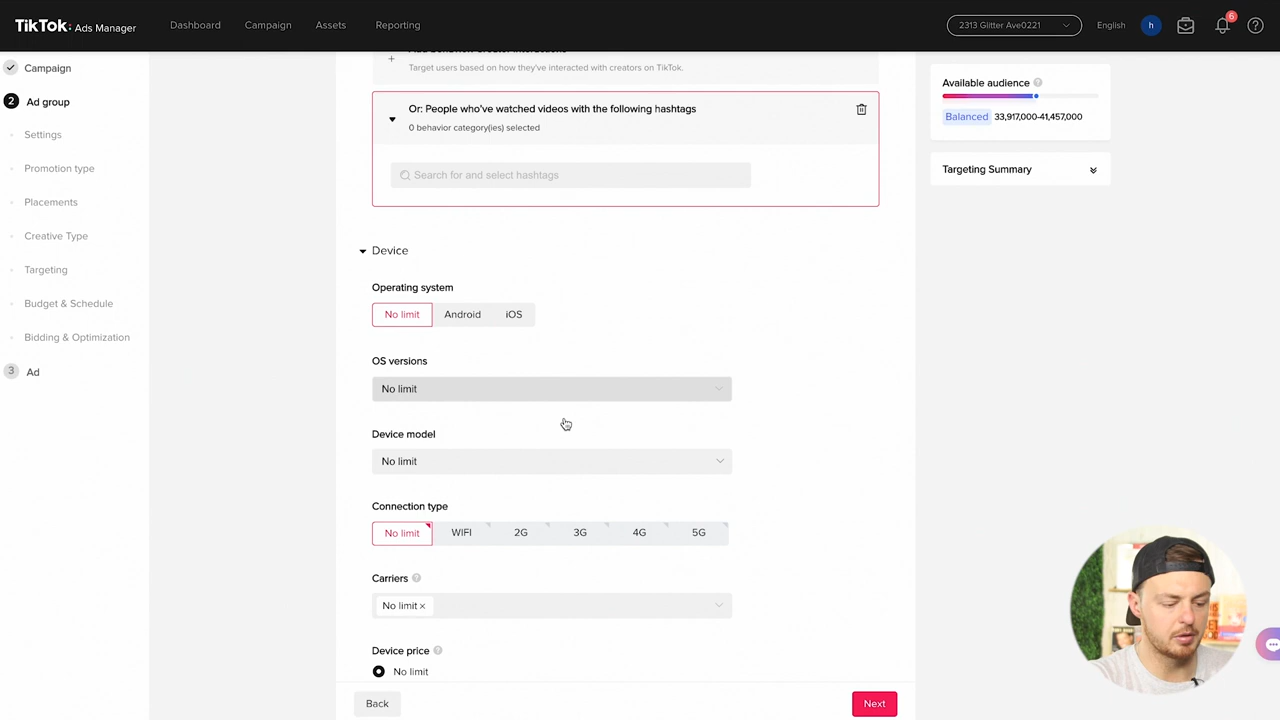 TikTok: Ads Manager
Dashboard
Campaign
Assets
Reporting
2313 Glitter Ave0221
English
h
6
?
Campaign
2 Ad group
Settings
Promotion type
Placements
Creative Type
Targeting
Budget & Schedule
Bidding & Optimization
3 Ad
Target users based on how they've interacted with creators on TikTok.
Or: People who've watched videos with the following hashtags
0 behavior category(ies) selected
Search for and select hashtags
Device
Operating system
No limit
Android
iOS
OS versions
No limit
Device model
No limit
Connection type
No limit
WIFI
2G
3G
4G
5G
Carriers ?
No limit ×
Device price ?
No limit
Back
Next
Available audience ?
Balanced 33,917,000-41,457,000
Targeting Summary